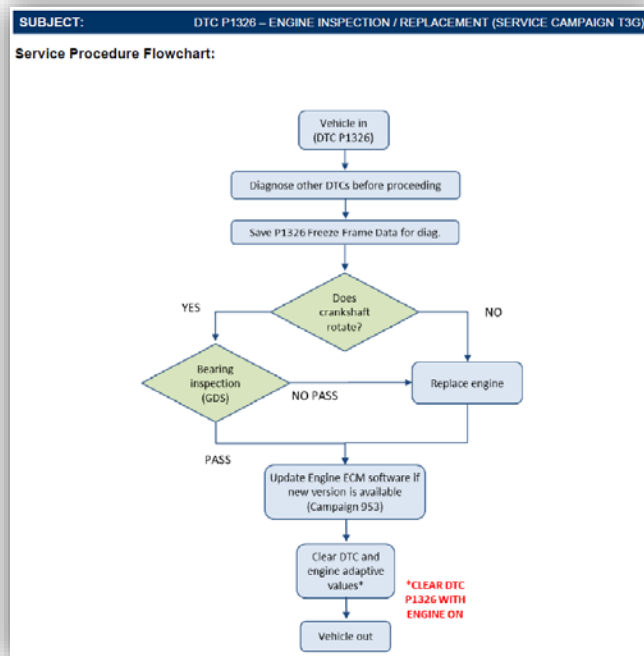 SUBJECT: DTC P1326 – ENGINE INSPECTION / REPLACEMENT (SERVICE CAMPAIGN T3G)
Service Procedure Flowchart:
Vehicle in
(DTC P1326)
Diagnose other DTCs before proceeding
Save P1326 Freeze Frame Data for diag.
Does
crankshaft
rotate?
YES
NO
Bearing
inspection
(GDS)
NO PASS
Replace engine
PASS
Update Engine ECM software if
new version is available
(Campaign 953)
Clear DTC and
engine adaptive
values*
*CLEAR DTC
P1326 WITH
ENGINE ON
Vehicle out